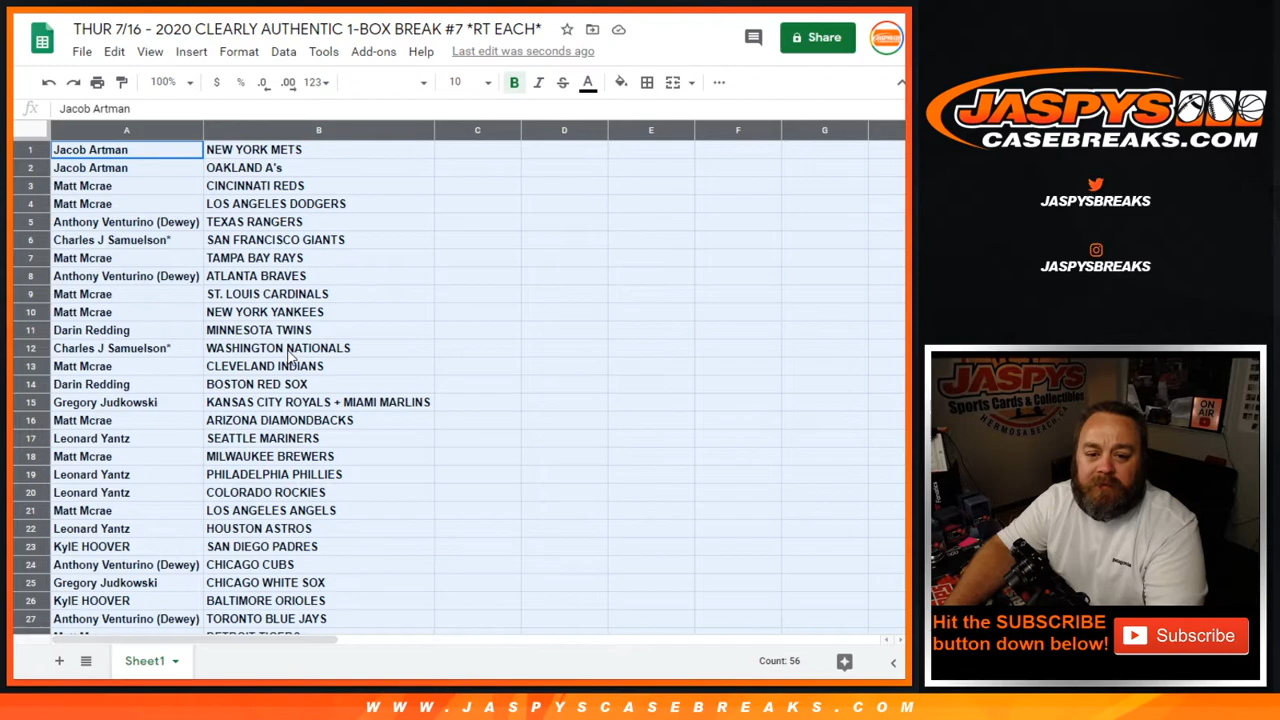 THUR 7/16 - 2020 CLEARLY AUTHENTIC 1-BOX BREAK #7 *RT EACH*
Share
File Edit View Insert Format Data Tools Add-ons Help Last edit was seconds ago
100% $ % .0 .00 123 10 B I S A
fx Jacob Artman
A B C D E F G
1 Jacob Artman NEW YORK METS
2 Jacob Artman OAKLAND A's
3 Matt Mcrae CINCINNATI REDS
4 Matt Mcrae LOS ANGELES DODGERS
5 Anthony Venturino (Dewey) TEXAS RANGERS
6 Charles J Samuelson* SAN FRANCISCO GIANTS
7 Matt Mcrae TAMPA BAY RAYS
8 Anthony Venturino (Dewey) ATLANTA BRAVES
9 Matt Mcrae ST. LOUIS CARDINALS
10 Matt Mcrae NEW YORK YANKEES
11 Darin Redding MINNESOTA TWINS
12 Charles J Samuelson* WASHINGTON NATIONALS
13 Matt Mcrae CLEVELAND INDIANS
14 Darin Redding BOSTON RED SOX
15 Gregory Judkowski KANSAS CITY ROYALS + MIAMI MARLINS
16 Matt Mcrae ARIZONA DIAMONDBACKS
17 Leonard Yantz SEATTLE MARINERS
18 Matt Mcrae MILWAUKEE BREWERS
19 Leonard Yantz PHILADELPHIA PHILLIES
20 Leonard Yantz COLORADO ROCKIES
21 Matt Mcrae LOS ANGELES ANGELS
22 Leonard Yantz HOUSTON ASTROS
23 KylE HOOVER SAN DIEGO PADRES
24 Anthony Venturino (Dewey) CHICAGO CUBS
25 Gregory Judkowski CHICAGO WHITE SOX
26 KylE HOOVER BALTIMORE ORIOLES
27 Anthony Venturino (Dewey) TORONTO BLUE JAYS
Sheet1
Count: 56
JASPYS
CASEBREAKS.COM
JASPYSBREAKS
JASPYSBREAKS
JASPYS
Sports Cards & Collectibles
HERMOSA BEACH, CA
ON AIR
Hit the SUBSCRIBE
button down below!
Subscribe
WWW.JASPYSCASEBREAKS.COM